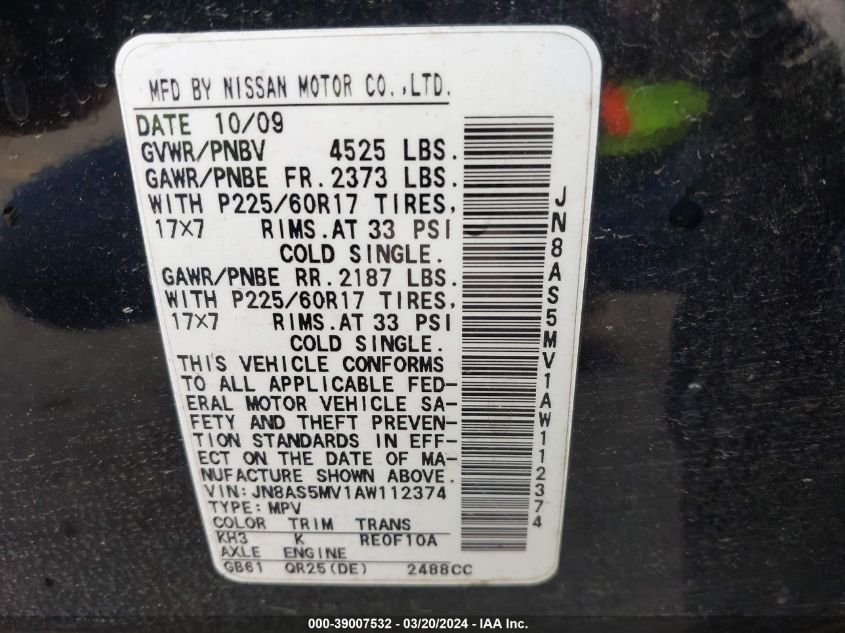 MFD BY NISSAN MOTOR CO.,LTD.
DATE 10/09
GVWR/PNBV 4525 LBS.
GAWR/PNBE FR.2373 LBS.
WITH P225/60R17 TIRES,
17X7 RIMS.AT 33 PSI
COLD SINGLE.
GAWR/PNBE RR.2187 LBS.
WITH P225/60R17 TIRES,
17X7 RIMS.AT 33 PSI
COLD SINGLE.
THIS VEHICLE CONFORMS
TO ALL APPLICABLE FED-
ERAL MOTOR VEHICLE SA-
FETY AND THEFT PREVEN-
TION STANDARDS IN EFF-
ECT ON THE DATE OF MA-
NUFACTURE SHOWN ABOVE.
VIN: JN8AS5MV1AW112374
TYPE: MPV
COLOR TRIM TRANS
KH3 K RE0F10A
AXLE ENGINE
GB61 QR25(DE) 2488CC
JN8AS5MV1AW112374
000-39007532 - 03/20/2024 - IAA Inc.